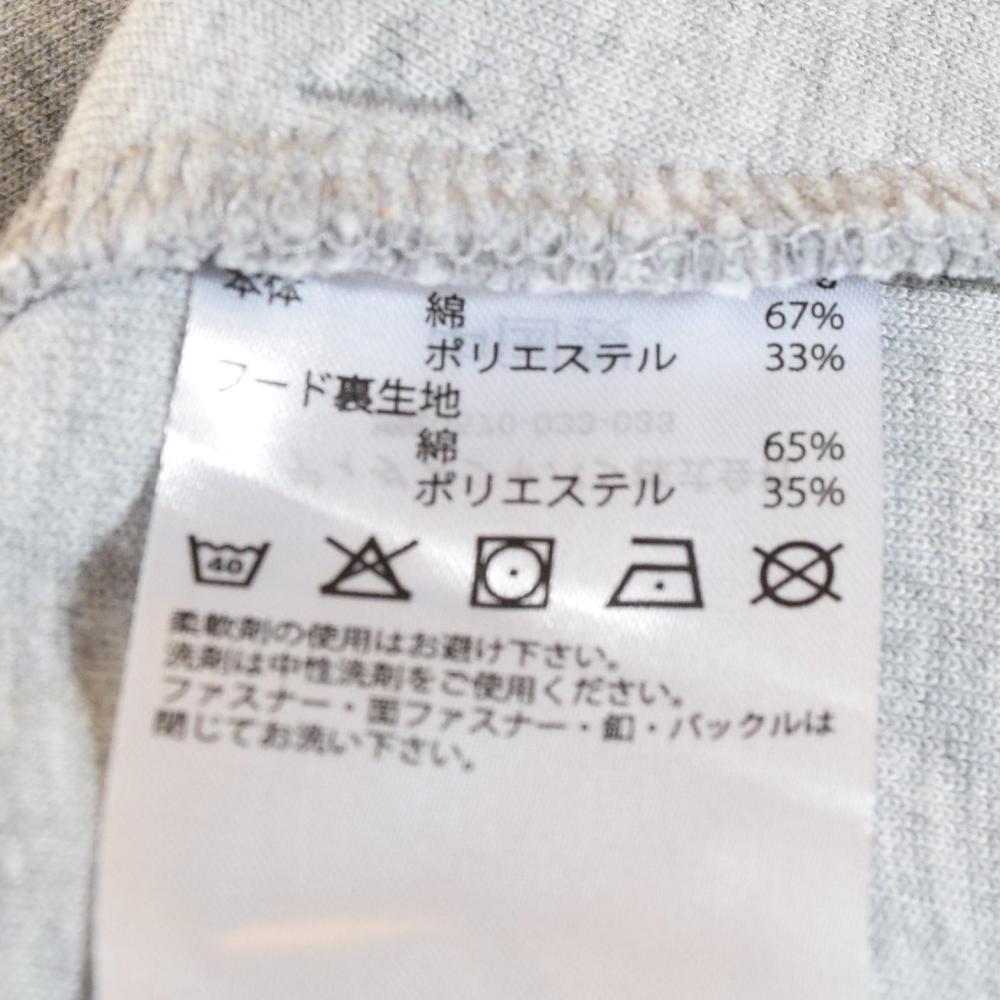 本体
綿 67%
ポリエステル 33%
フード裏生地
綿 65%
ポリエステル 35%
40
柔軟剤の使用はお避け下さい。
洗剤は中性洗剤をご使用ください。
ファスナー・面ファスナー・釦・バックルは
閉じてお洗い下さい。